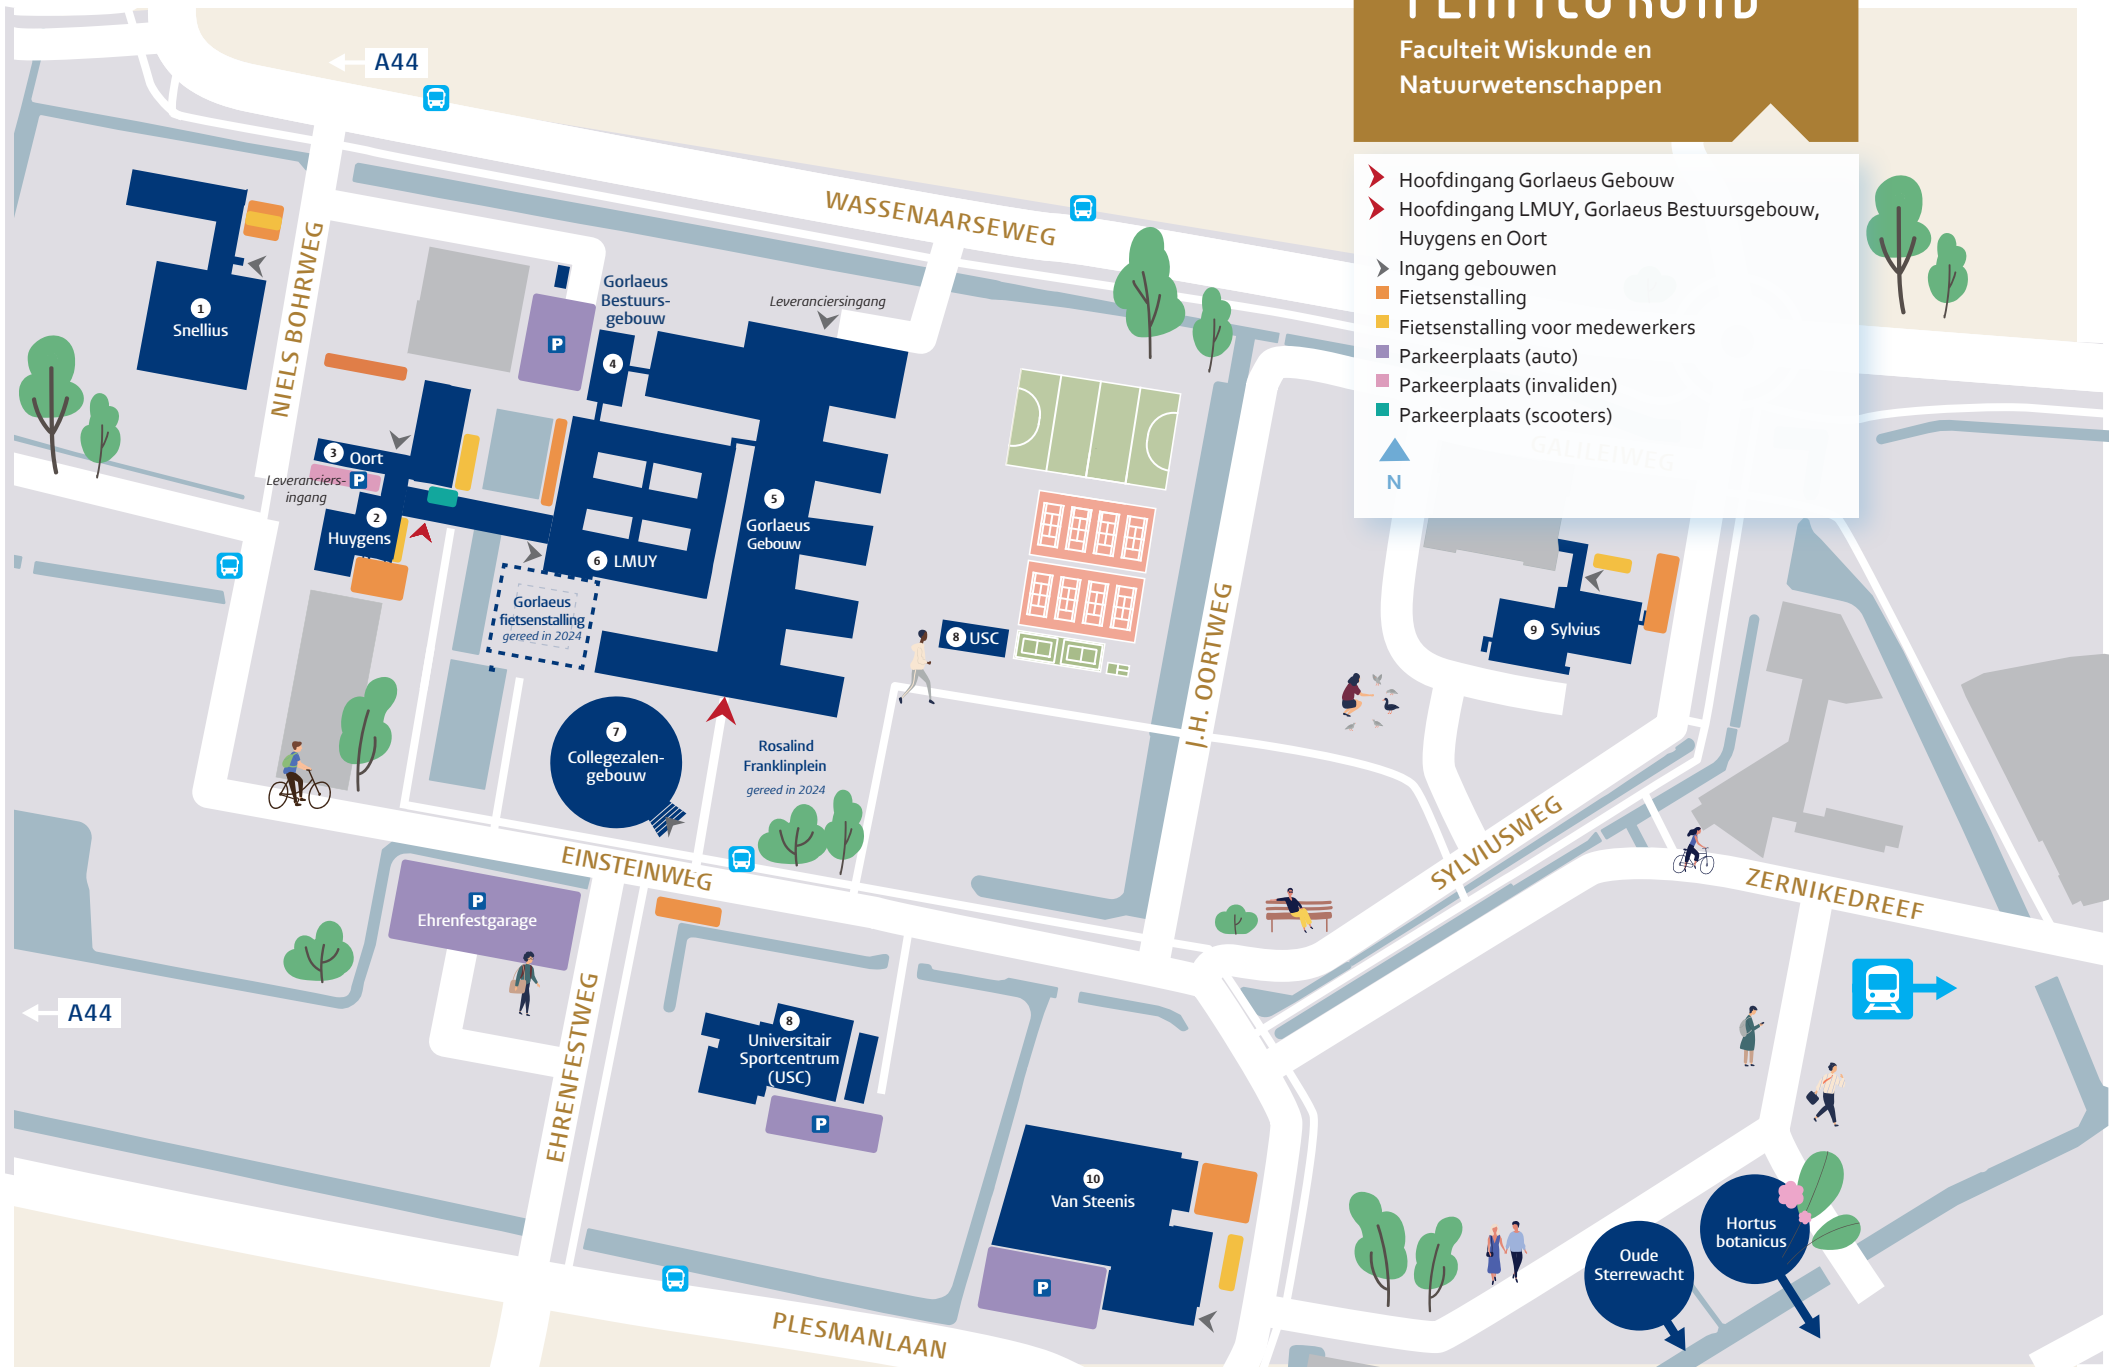 Faculteit Wiskunde en
Natuurwetenschappen
Hoofdingang Gorlaeus Gebouw
Hoofdingang LMUY, Gorlaeus Bestuursgebouw,
Huygens en Oort
Ingang gebouwen
Fietsenstalling
Fietsenstalling voor medewerkers
Parkeerplaats (auto)
Parkeerplaats (invaliden)
Parkeerplaats (scooters)
N
GALILEIWEG
A44
WASSENAARSEWEG
NIELS BOHRWEG
1
Snellius
Gorlaeus
Bestuurs-
gebouw
4
P
Leveranciersingang
3 Oort
P
Leveranciers-
ingang
2
Huygens
5
Gorlaeus
Gebouw
6 LMUY
Gorlaeus
fietsenstalling
gereed in 2024
8 USC
J.H. OORTWEG
9 Sylvius
7
Collegezalen-
gebouw
Rosalind
Franklinplein
gereed in 2024
EINSTEINWEG
SYLVIUSWEG
ZERNIKEDREEF
P
Ehrenfestgarage
A44
EHRENFESTWEG
8
Universitair
Sportcentrum
(USC)
P
10
Van Steenis
P
Hortus
botanicus
Oude
Sterrewacht
PLESMANLAAN